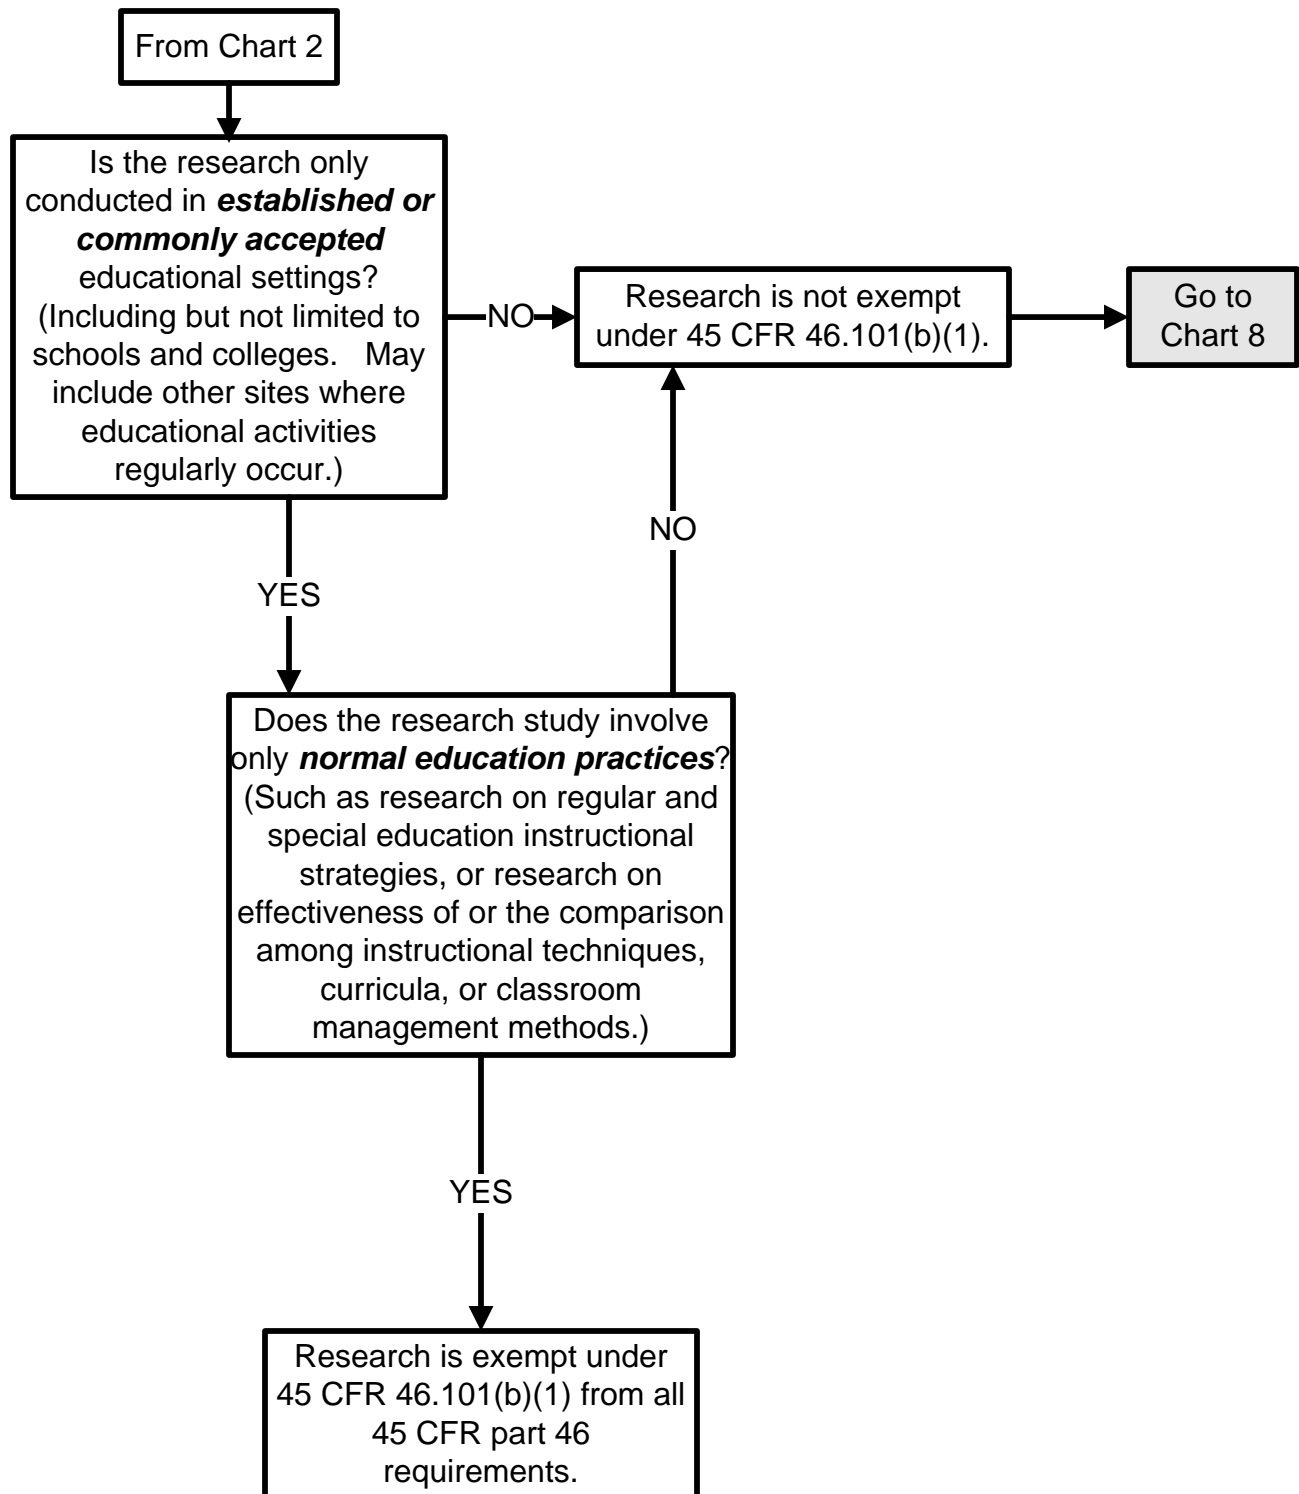 From Chart 2
Is the research only
conducted in established or
commonly accepted
educational settings?
(Including but not limited to
schools and colleges.   May
include other sites where
educational activities
regularly occur.)
NO
Research is not exempt
under 45 CFR 46.101(b)(1).
Go to
Chart 8
YES
NO
Does the research study involve
only normal education practices?
(Such as research on regular and
special education instructional
strategies, or research on
effectiveness of or the comparison
among instructional techniques,
curricula, or classroom
management methods.)
YES
Research is exempt under
45 CFR 46.101(b)(1) from all
45 CFR part 46
requirements.